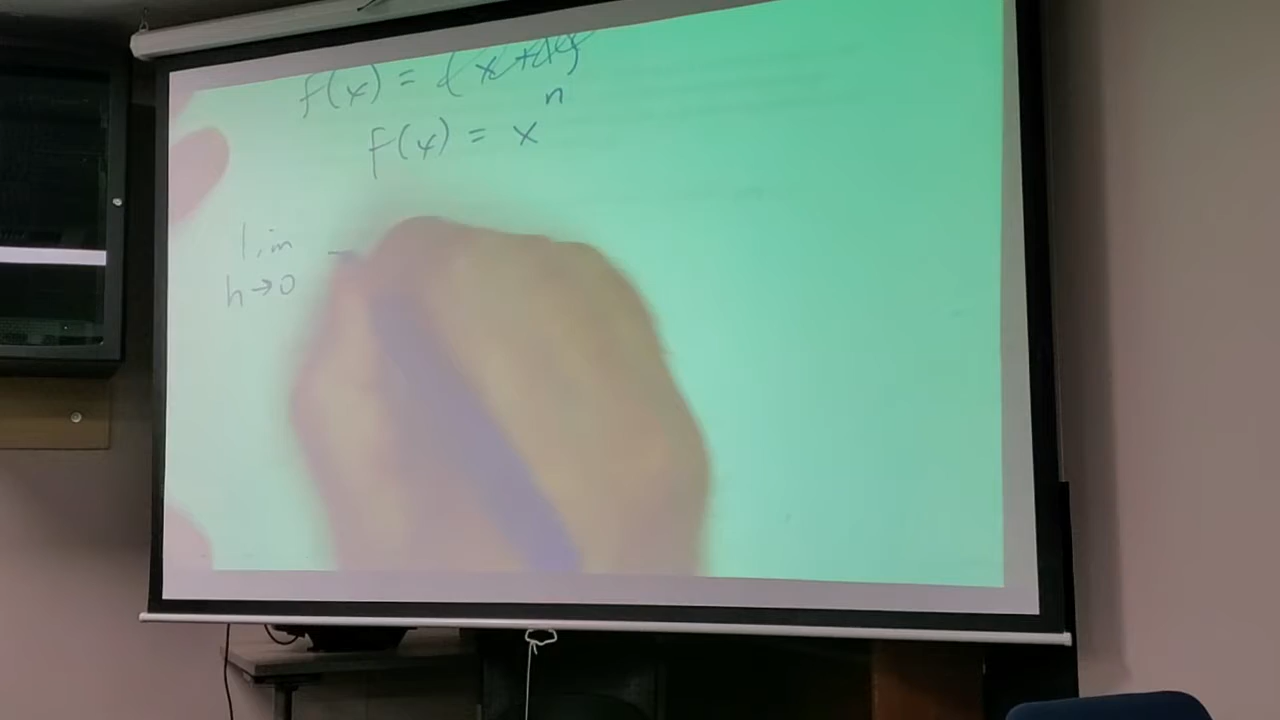 f(x) = (x+
f(x) = x^n
lim
h→0